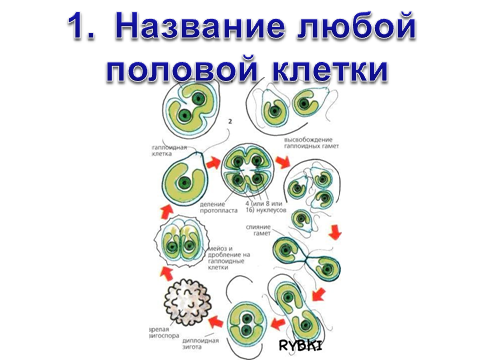 1. Название любой
половой клетки
2
гаплоидная
клетка
высвобождение
гаплоидных гамет
деление
протопласта
4 (или 8 или
16) нуклеусов
слияние
гамет
мейоз и
дробление на
гаплоидные
клетки
зрелая
зигоспора
диплоидная
зигота
RYBKI